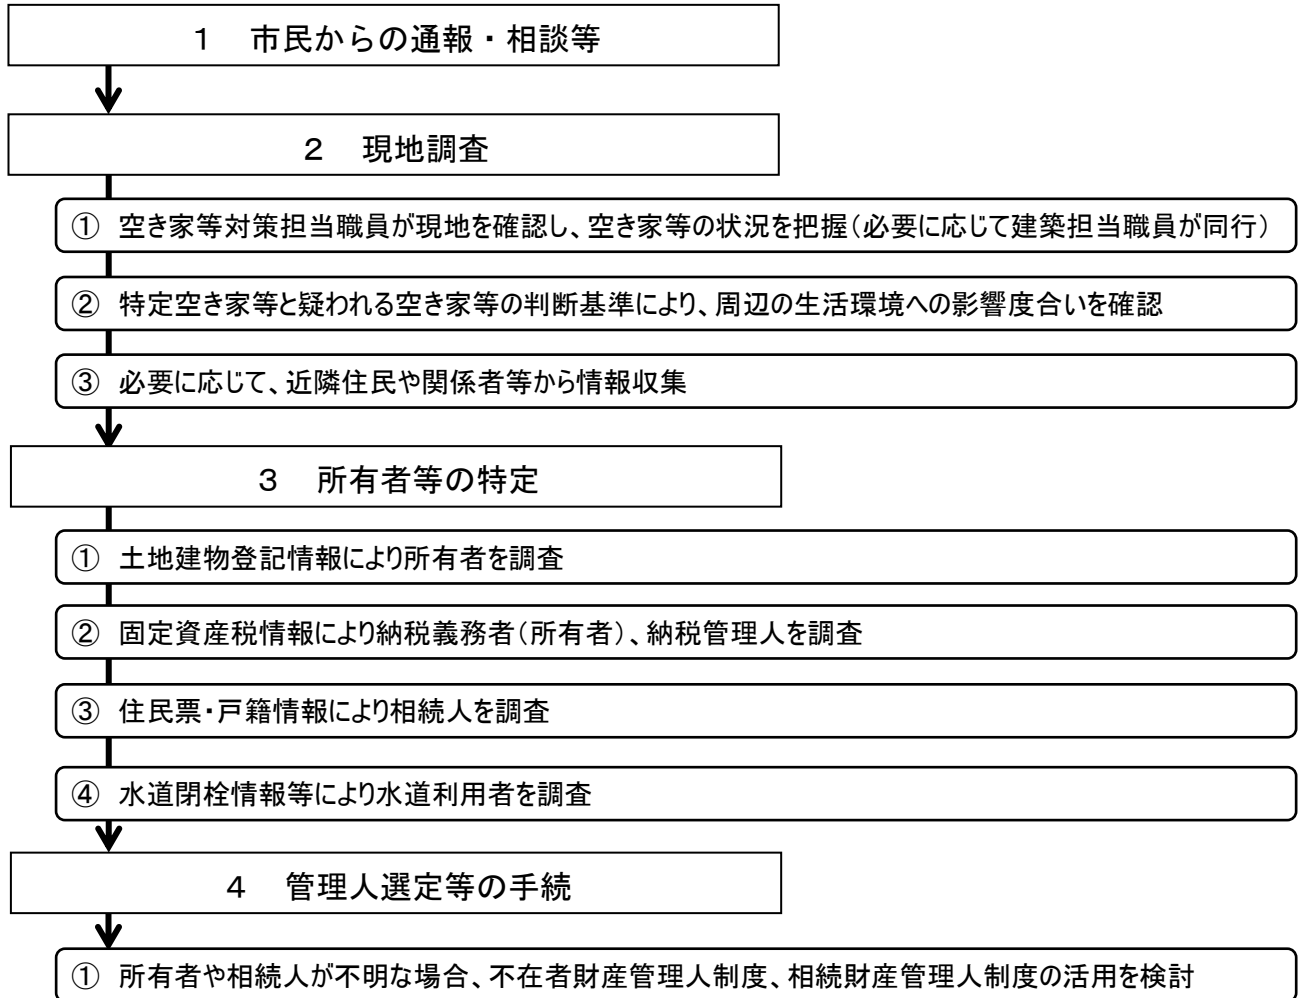 １　市民からの通報・相談等
２　現地調査
①　空き家等対策担当職員が現地を確認し、空き家等の状況を把握（必要に応じて建築担当職員が同行）
②　特定空き家等と疑われる空き家等の判断基準により、周辺の生活環境への影響度合いを確認
③　必要に応じて、近隣住民や関係者等から情報収集
３　所有者等の特定
①　土地建物登記情報により所有者を調査
②　固定資産税情報により納税義務者（所有者）、納税管理人を調査
③　住民票・戸籍情報により相続人を調査
④　水道閉栓情報等により水道利用者を調査
４　管理人選定等の手続
①　所有者や相続人が不明な場合、不在者財産管理人制度、相続財産管理人制度の活用を検討